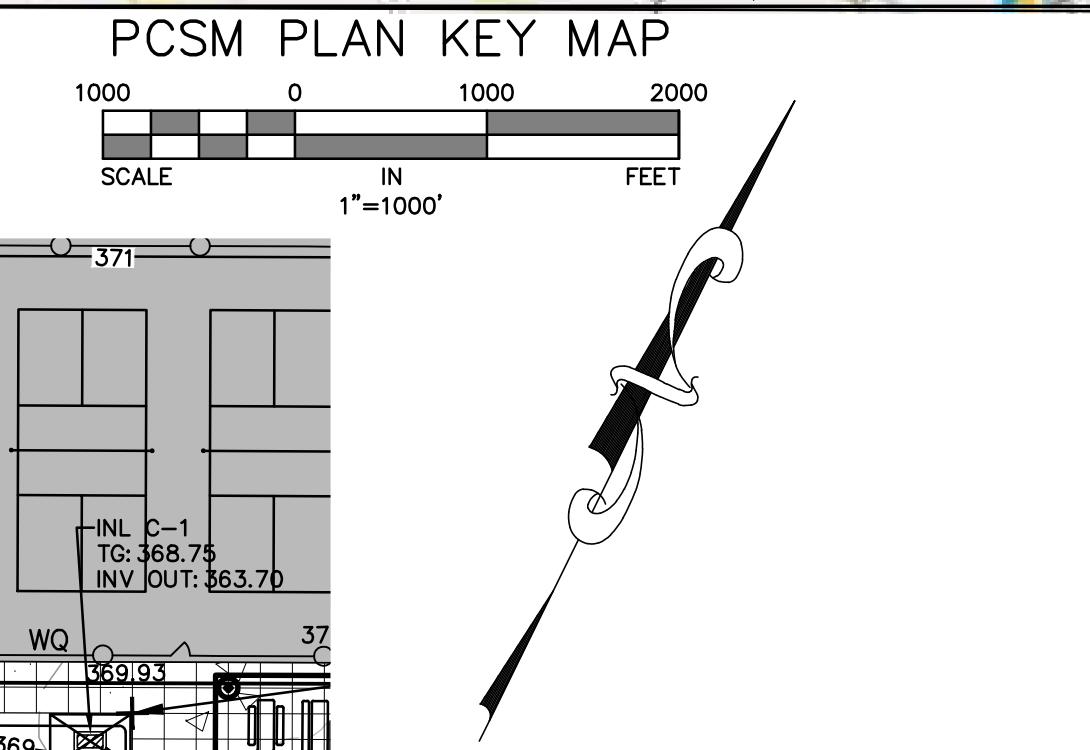 PCSM PLAN KEY MAP
1000 0 1000 2000
SCALE IN FEET
1"=1000'
371
INL C-1
TG: 368.75
INV OUT: 363.70
WQ
37
369.93
369